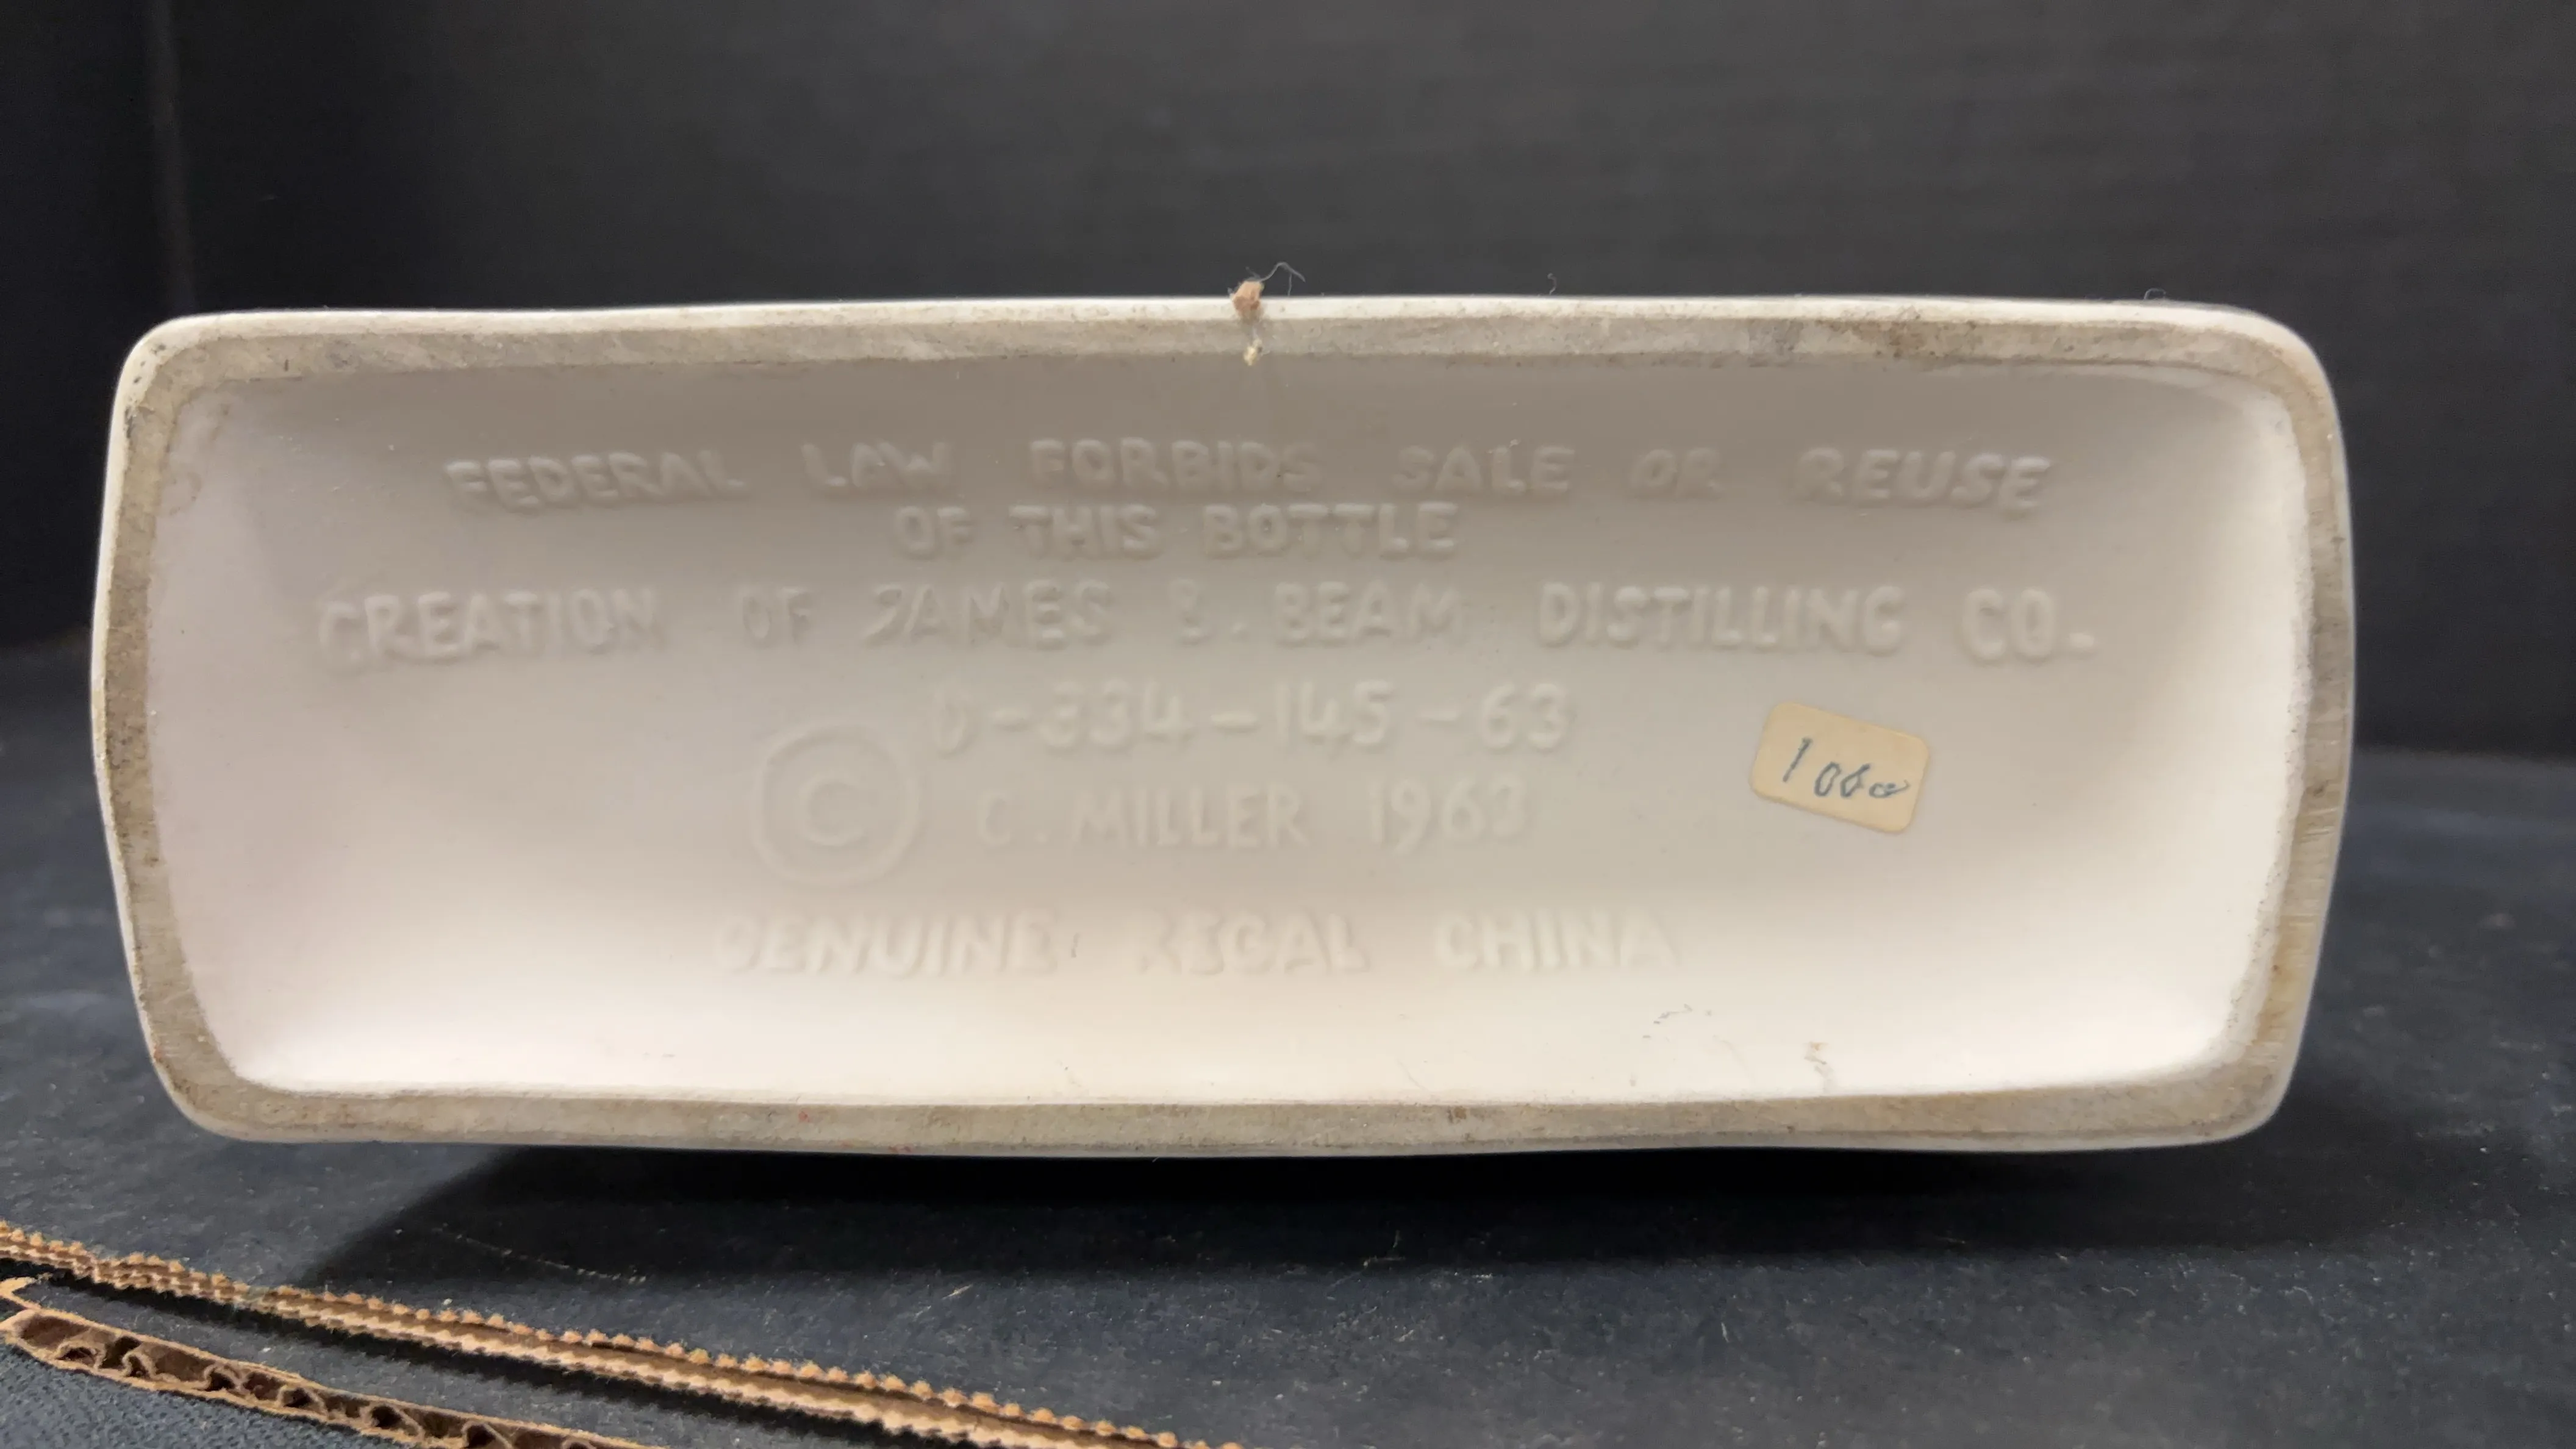 FEDERAL LAW FORBIDS SALE OR REUSE
OF THIS BOTTLE
CREATION OF JAMES B. BEAM DISTILLING CO.
D-334-145-63
© C. MILLER 1963
GENUINE REGAL CHINA